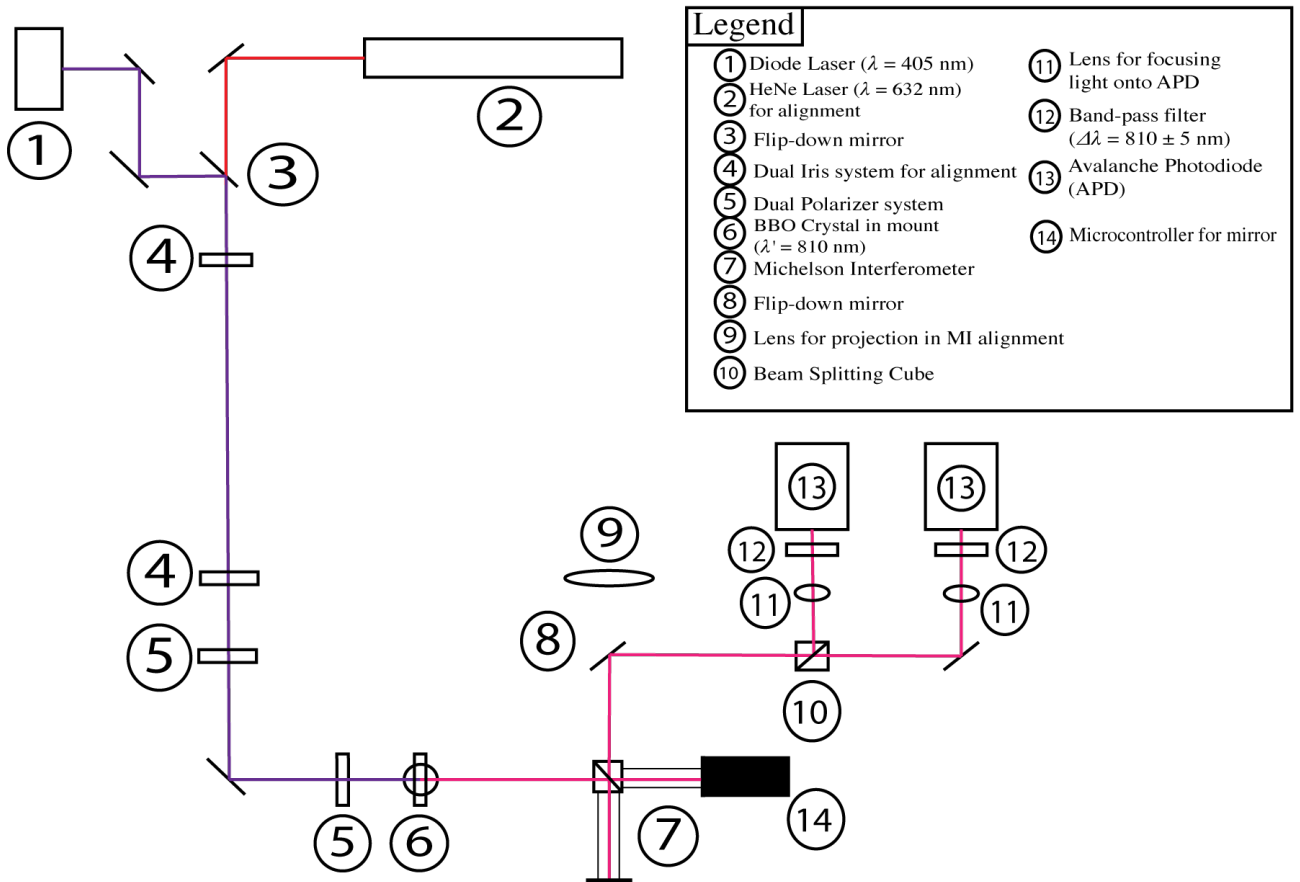 Legend
1 Diode Laser (λ = 405 nm)
2 HeNe Laser (λ = 632 nm)
for alignment
3 Flip-down mirror
4 Dual Iris system for alignment
5 Dual Polarizer system
6 BBO Crystal in mount
(λ' = 810 nm)
7 Michelson Interferometer
8 Flip-down mirror
9 Lens for projection in MI alignment
10 Beam Splitting Cube
11 Lens for focusing
light onto APD
12 Band-pass filter
(Δλ = 810 ± 5 nm)
13 Avalanche Photodiode
(APD)
14 Microcontroller for mirror
1
2
3
4
4
5
5
6
7
8
9
10
11
11
12
12
13
13
14